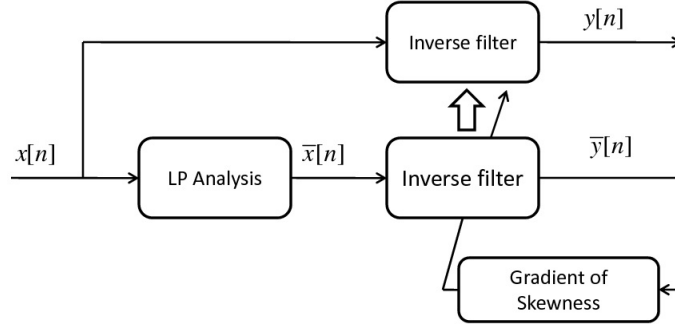 Inverse filter
y[n]
x[n]
LP Analysis
x̅[n]
Inverse filter
y̅[n]
Gradient of
Skewness